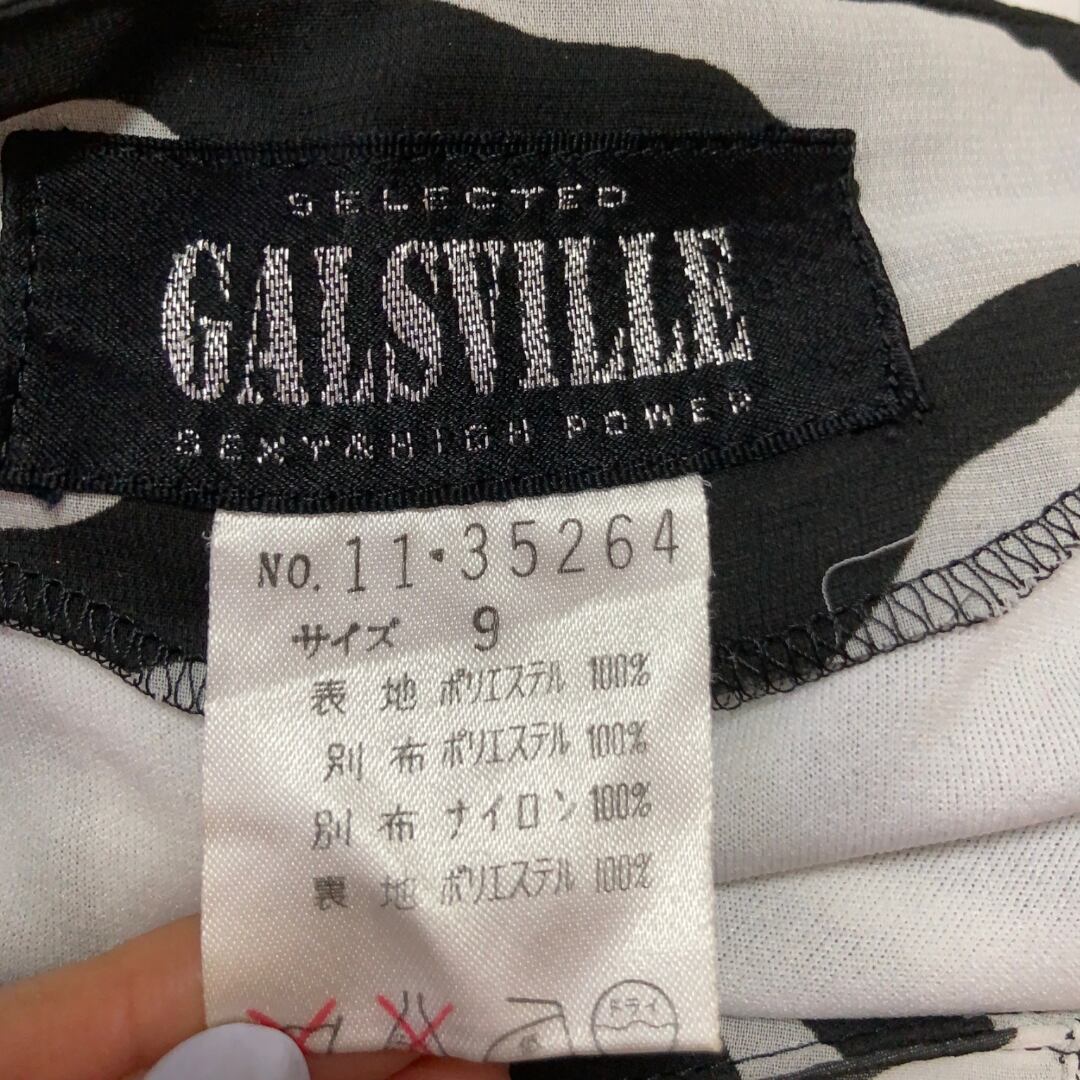 SELECTED
GALSVILLE
SEXY&HIGH POWER
NO. 11・35264
サイズ 9
表 地 ポリエステル 100%
別 布 ポリエステル 100%
別 布 ナイロン 100%
表 地 ポリエステル 100%
ドライ